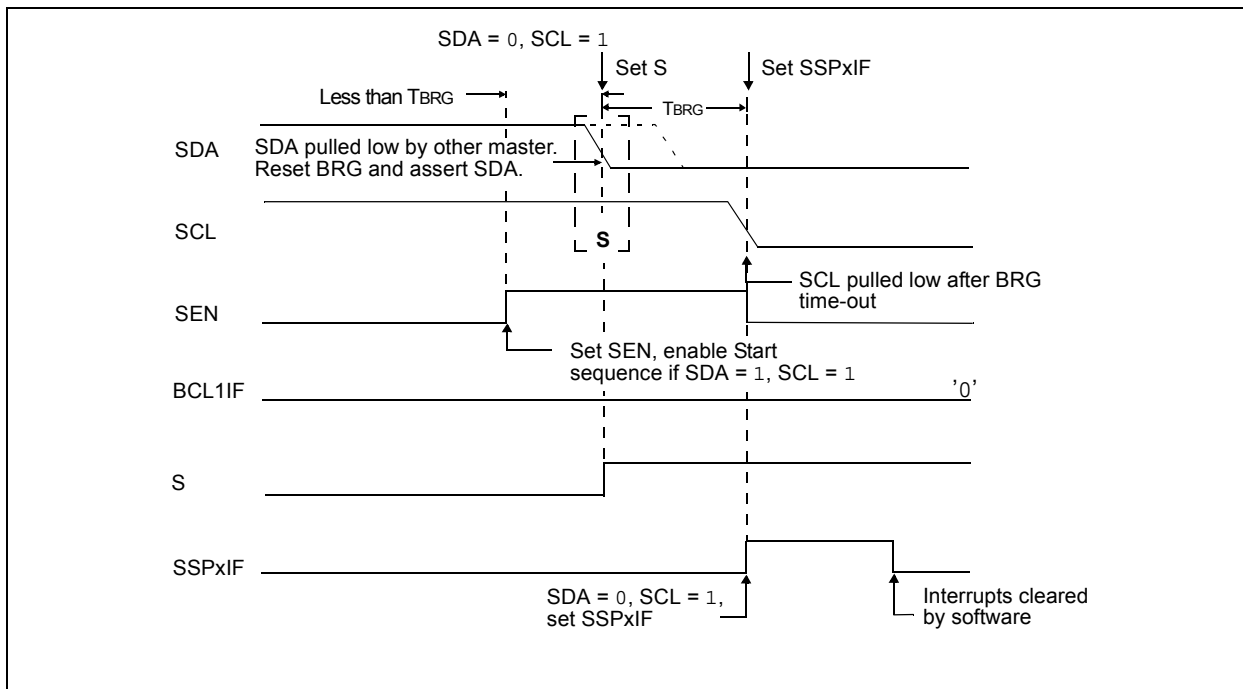 SDA = 0, SCL = 1
Set S
Set SSPxIF
Less than TBRG
TBRG
SDA
SDA pulled low by other master.
Reset BRG and assert SDA.
SCL
S
SCL pulled low after BRG
time-out
SEN
Set SEN, enable Start
sequence if SDA = 1, SCL = 1
BCL1IF
'0'
S
SSPxIF
SDA = 0, SCL = 1,
set SSPxIF
Interrupts cleared
by software